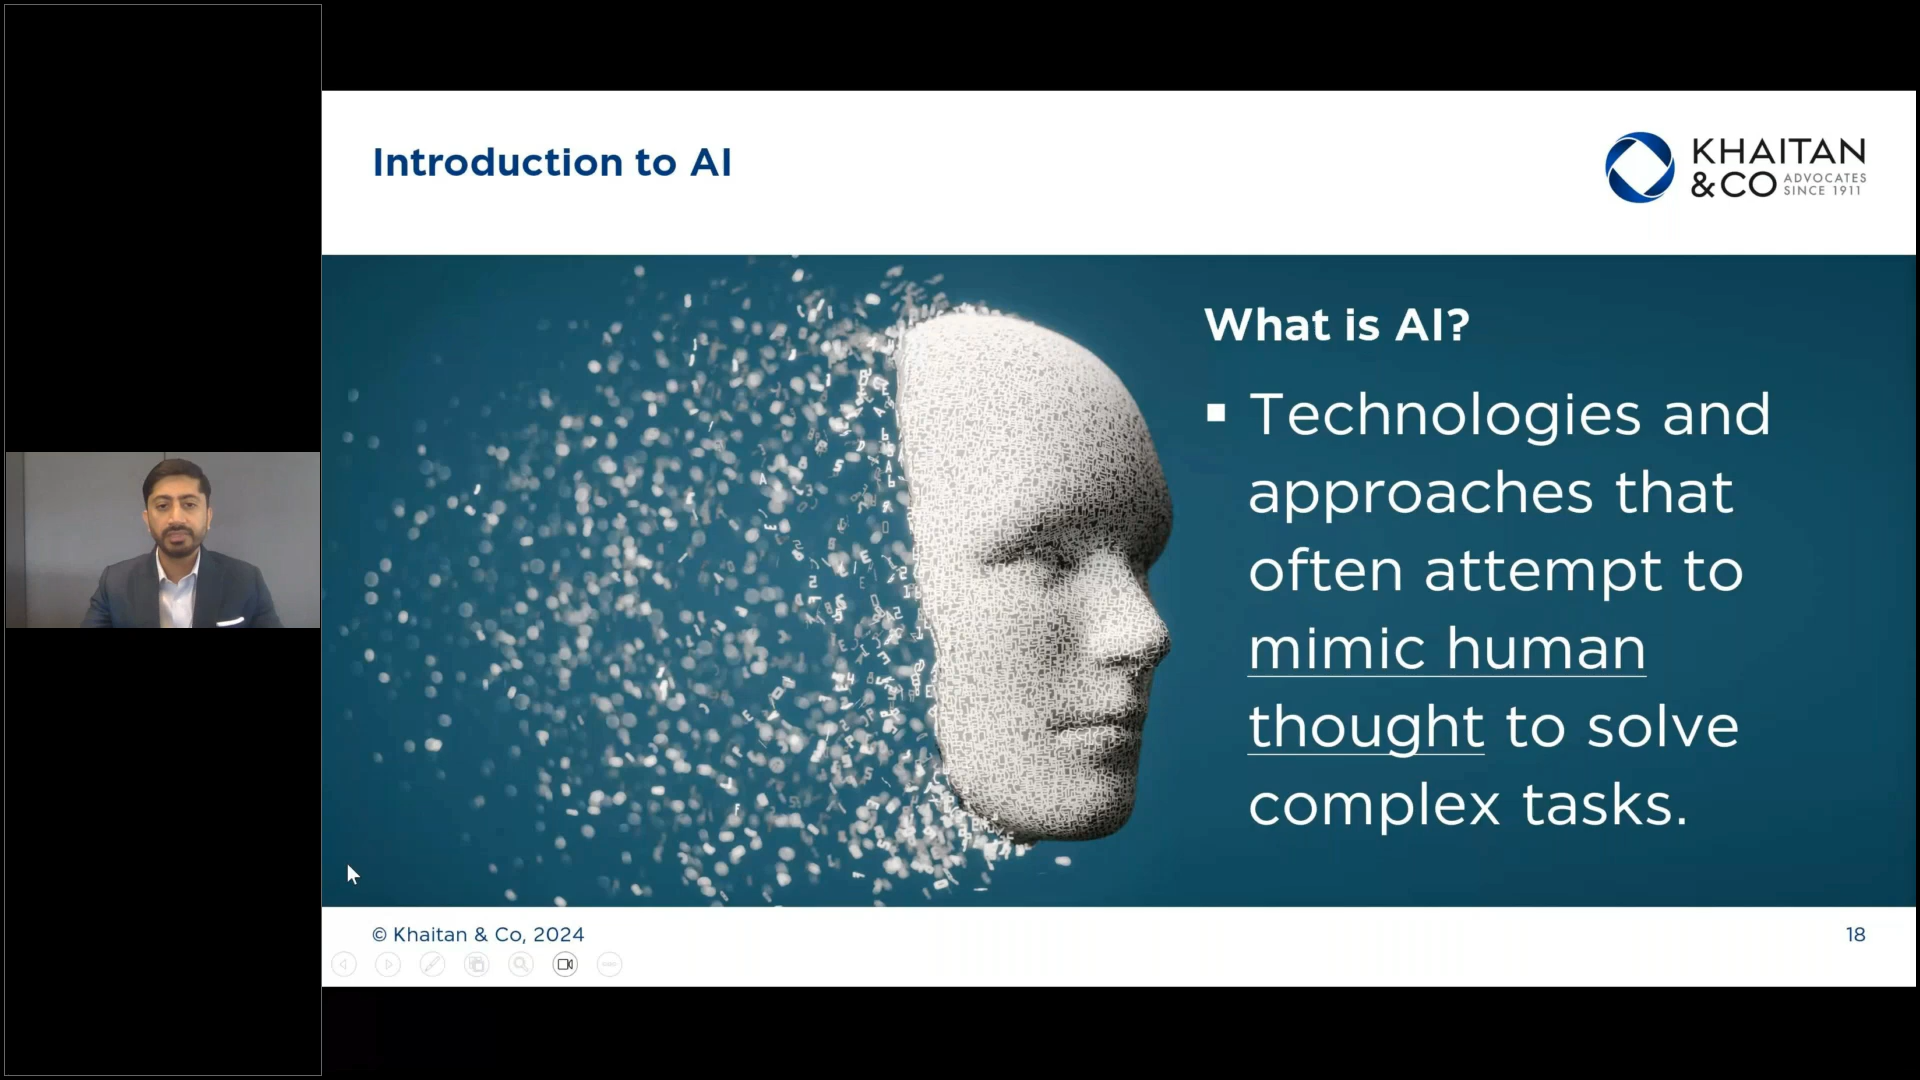 Introduction to AI
KHAITAN
&CO ADVOCATES
SINCE 1911
What is AI?
▪ Technologies and
approaches that
often attempt to
mimic human
thought to solve
complex tasks.
© Khaitan & Co, 2024
18